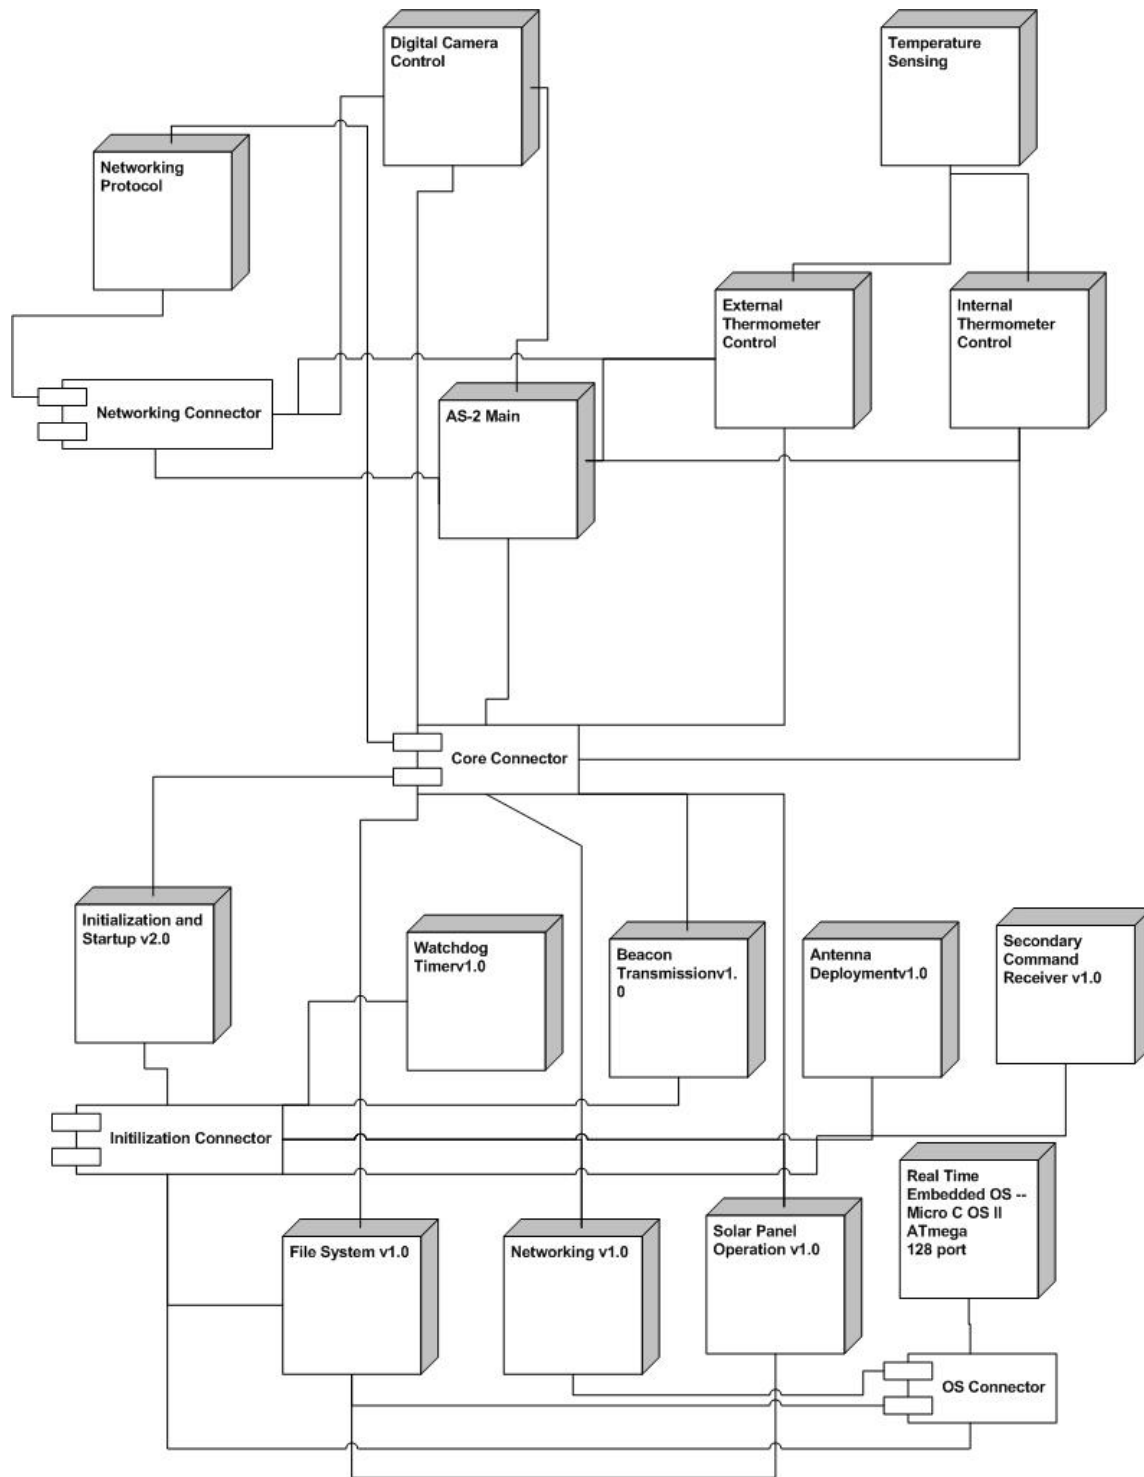 Digital Camera
Control
Temperature
Sensing
Networking
Protocol
External
Thermometer
Control
Internal
Thermometer
Control
Networking Connector
AS-2 Main
Core Connector
Initialization and
Startup v2.0
Watchdog
Timerv1.0
Beacon
Transmissionv1.
0
Antenna
Deploymentv1.0
Secondary
Command
Receiver v1.0
Initilization Connector
Real Time
Embedded OS --
Micro C OS II
ATmega
128 port
File System v1.0
Networking v1.0
Solar Panel
Operation v1.0
OS Connector